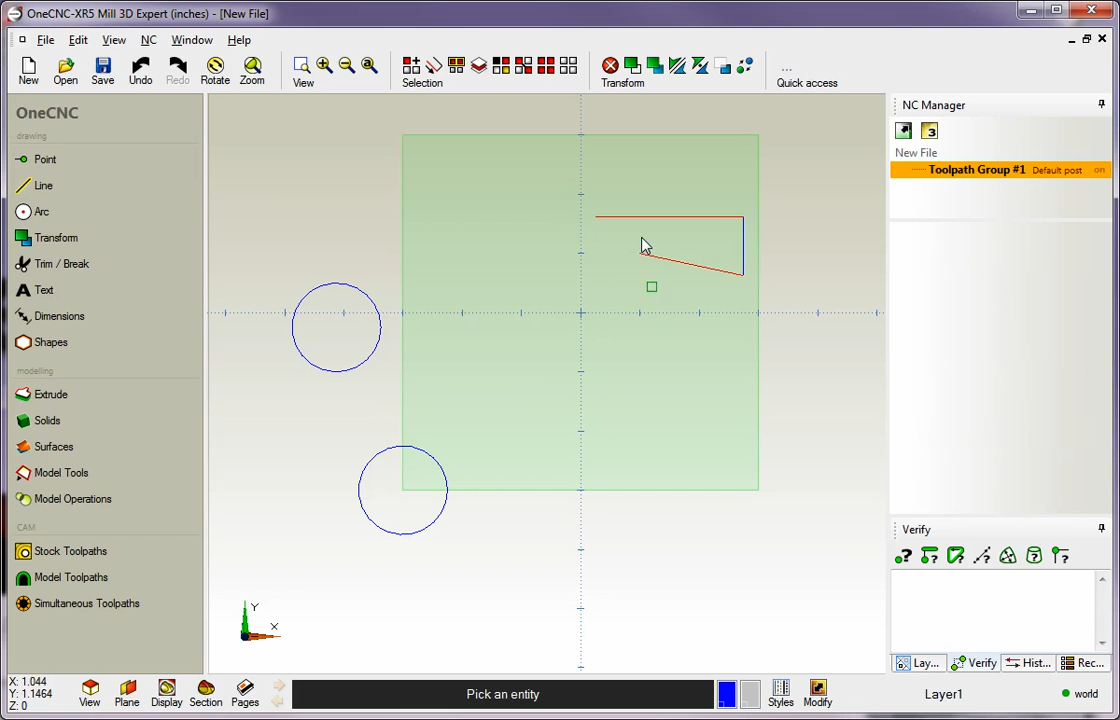 OneCNC-XR5 Mill 3D Expert (inches) - [New File]
File Edit View NC Window Help
New Open Save Undo Redo Rotate Zoom View Selection Transform ... Quick access
OneCNC
drawing
Point
Line
Arc
Transform
Trim / Break
Text
Dimensions
Shapes
modelling
Extrude
Solids
Surfaces
Model Tools
Model Operations
CAM
Stock Toolpaths
Model Toolpaths
Simultaneous Toolpaths
Y
X
NC Manager
3
New File
Toolpath Group #1 Default post on
Verify
Lay... Verify Hist... Rec...
X: 1.044
Y: 1.1464
Z: 0
View Plane Display Section Pages
Pick an entity
Styles Modify
Layer1
world